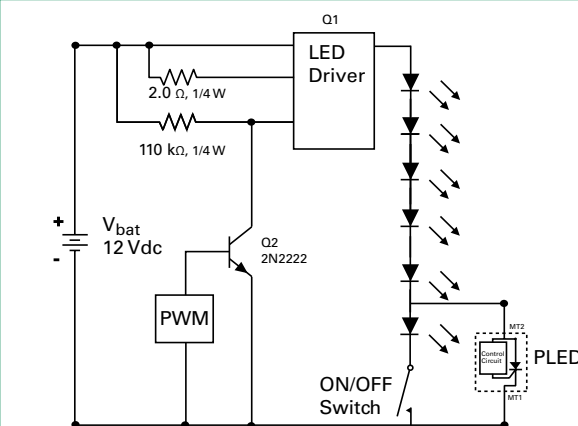 Q1
LED
Driver
2.0 Ω, 1/4 W
110 kΩ, 1/4 W
+
Vbat
12 Vdc
-
Q2
2N2222
PWM
MT2
Control
Circuit
PLED
MT1
ON/OFF
Switch